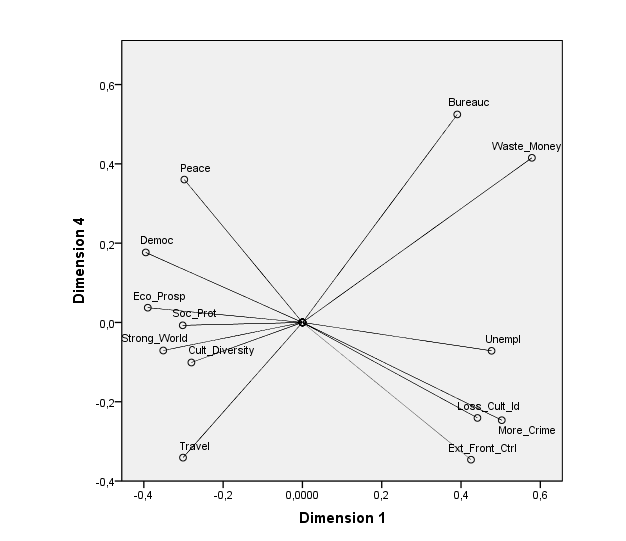 0,6
Bureauc
Waste_Money
0,4
Peace
0,2
Democ
Eco_Prosp
Soc_Prot
0,0
Strong_World
Cult_Diversity
Unempl
-0,2
Loss_Cult_Id
More_Crime
Travel
Ext_Front_Ctrl
-0,4
-0,4 -0,2 0,0000 0,2 0,4 0,6
Dimension 1
Dimension 4